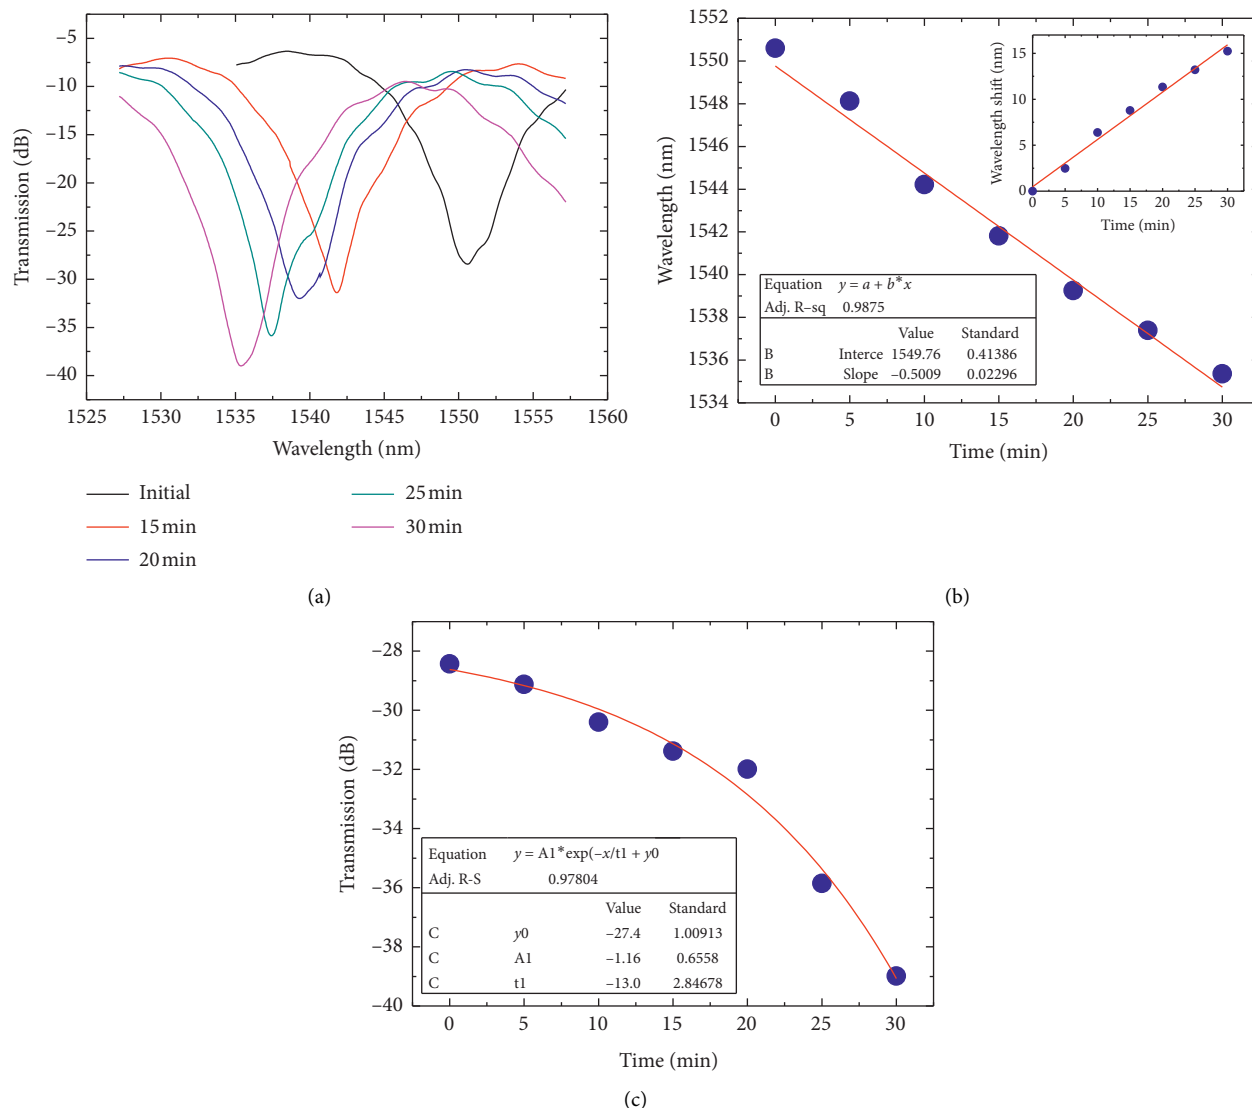 −5
−10
−15
−20
−25
−30
−35
−40
Transmission (dB)
1525 1530 1535 1540 1545 1550 1555 1560
Wavelength (nm)
Initial
15 min
20 min
25 min
30 min
(a)
1552
1550
1548
1546
1544
1542
1540
1538
1536
1534
Wavelength (nm)
15
10
5
0
Wavelength shift (nm)
0 5 10 15 20 25 30
Time (min)
Equation y = a + b*x
Adj. R–sq 0.9875
Value Standard
B Interce 1549.76 0.41386
B Slope −0.5009 0.02296
0 5 10 15 20 25 30
Time (min)
(b)
−28
−30
−32
−34
−36
−38
−40
Transmission (dB)
Equation y = A1*exp(−x/t1 + y0
Adj. R-S 0.97804
Value Standard
C y0 −27.4 1.00913
C A1 −1.16 0.6558
C t1 −13.0 2.84678
0 5 10 15 20 25 30
Time (min)
(c)